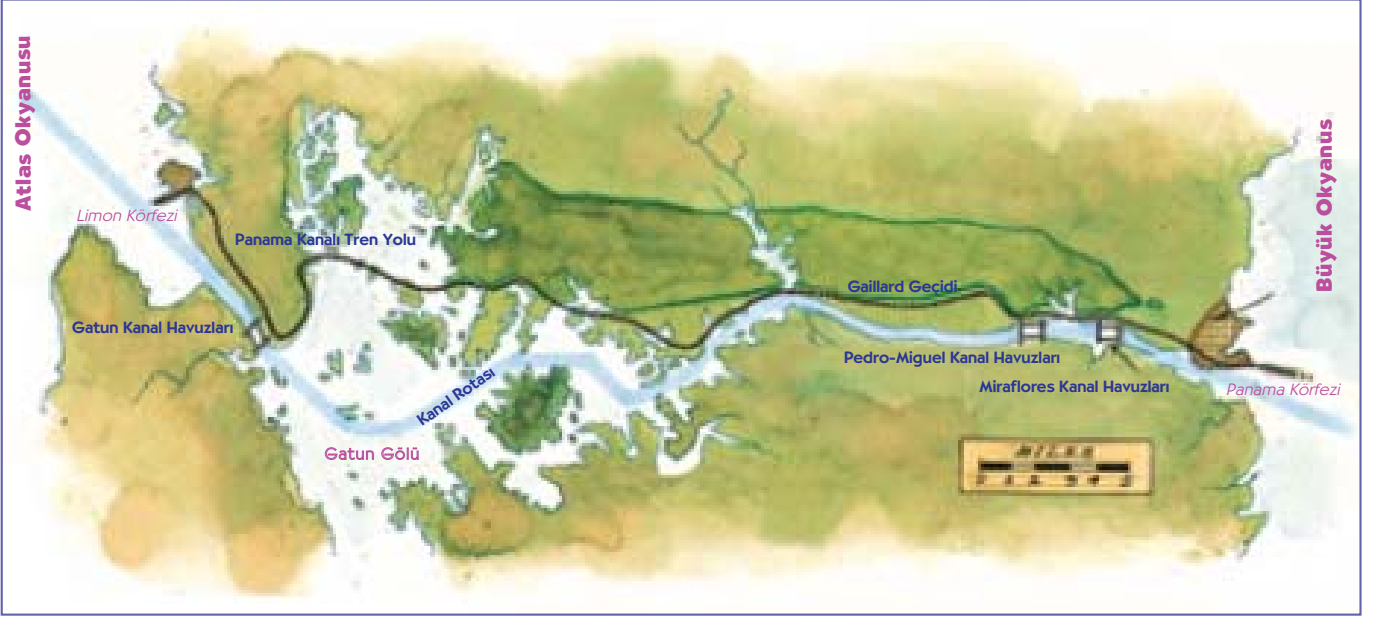 Atlas Okyanusu
Büyük Okyanus
Limon Körfezi
Panama Kanalı Tren Yolu
Gaillard Geçidi
Gatun Kanal Havuzları
Pedro-Miguel Kanal Havuzları
Miraflores Kanal Havuzları
Panama Körfezi
Kanal Rotası
Gatun Gölü